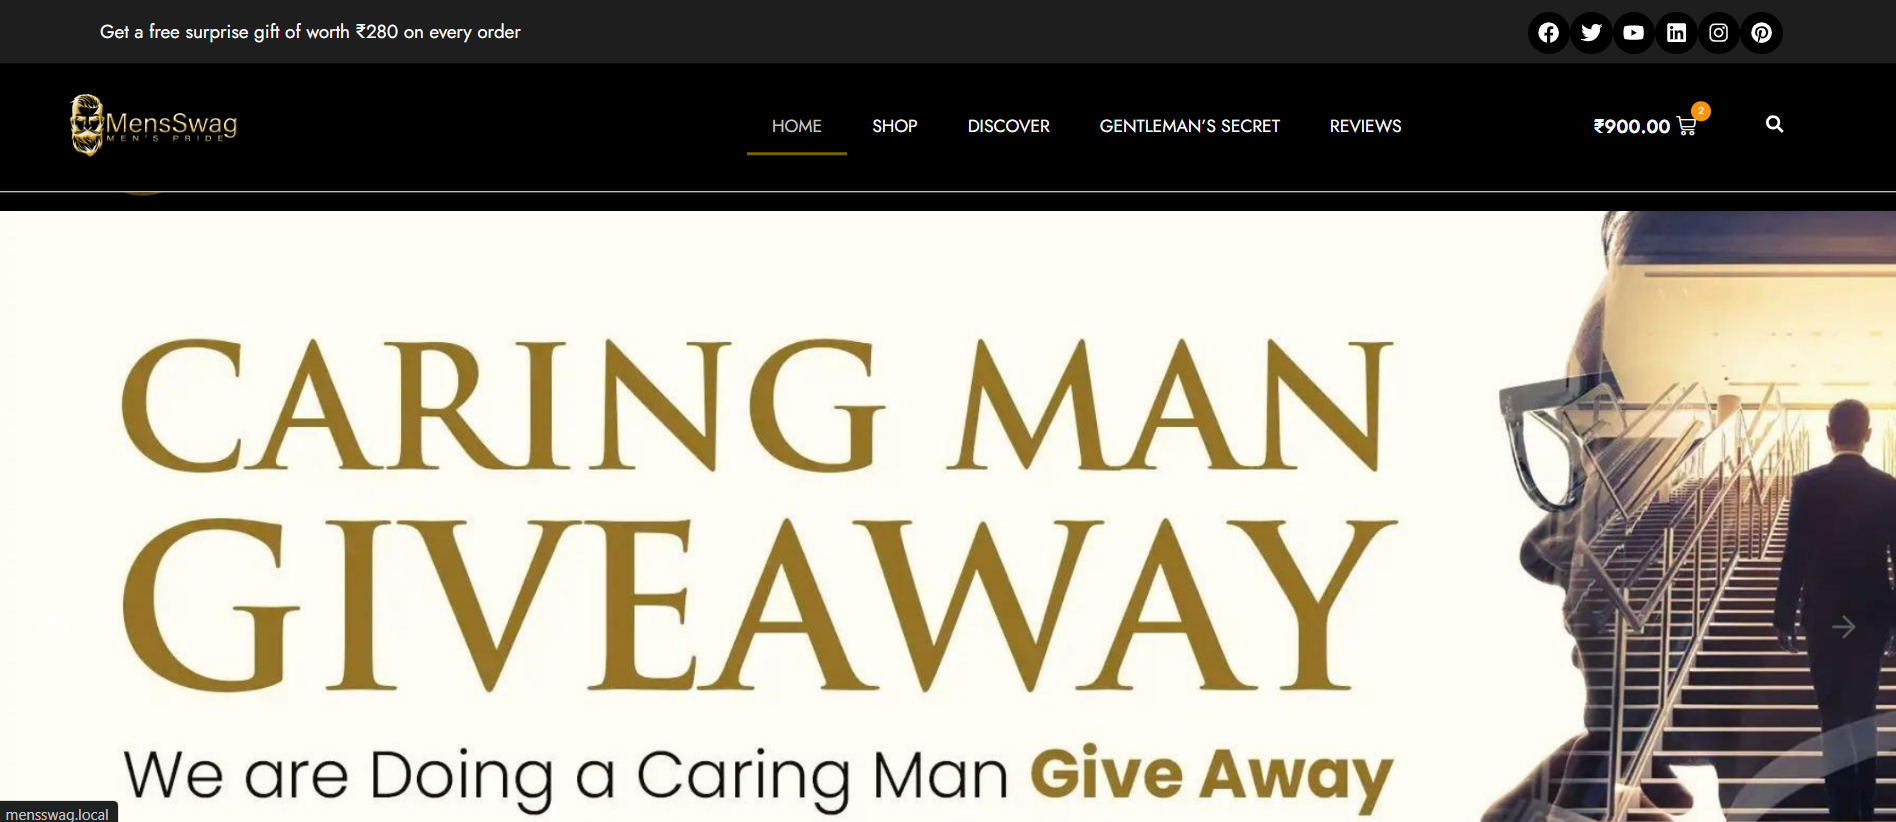 Get a free surprise gift of worth ₹280 on every order
MensSwag
MEN'S PRIDE
HOME SHOP DISCOVER GENTLEMAN’S SECRET REVIEWS
₹900.00 2
CARING MAN
GIVEAWAY
We are Doing a Caring Man Give Away
mensswag.local